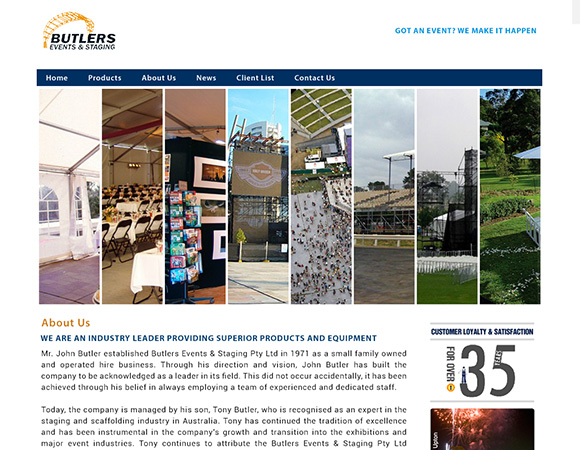 BUTLERS
EVENTS & STAGING
GOT AN EVENT? WE MAKE IT HAPPEN
Home Products About Us News Client List Contact Us
About Us
WE ARE AN INDUSTRY LEADER PROVIDING SUPERIOR PRODUCTS AND EQUIPMENT
Mr. John Butler established Butlers Events & Staging Pty Ltd in 1971 as a small family owned
and operated hire business. Through his direction and vision, John Butler has built the
company to be acknowledged as a leader in its field. This did not occur accidentally, it has
been achieved through his belief in always employing a team of experienced and dedicated staff.
Today, the company is managed by his son, Tony Butler, who is recognised as an expert in the
staging and scaffolding industry in Australia. Tony has continued the tradition of excellence
and has been instrumental in the company's growth and transition into the exhibitions and
major event industries. Tony continues to attribute the Butlers Events & Staging Pty Ltd
CUSTOMER LOYALTY & SATISFACTION
FOR OVER
35
Upton